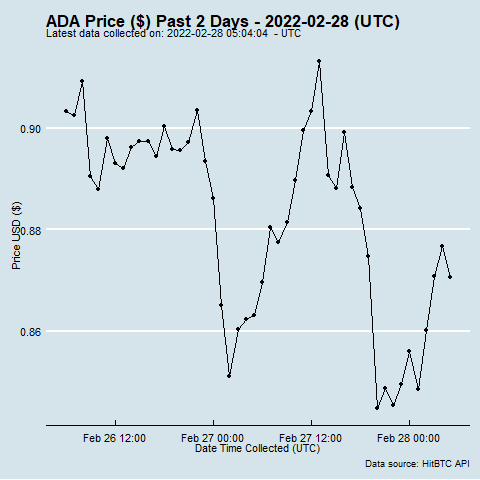 ADA Price ($) Past 2 Days - 2022-02-28 (UTC)
Latest data collected on: 2022-02-28 05:04:04  - UTC
0.90
0.88
0.86
Price USD ($)
Feb 26 12:00
Feb 27 00:00
Feb 27 12:00
Feb 28 00:00
Date Time Collected (UTC)
Data source: HitBTC API